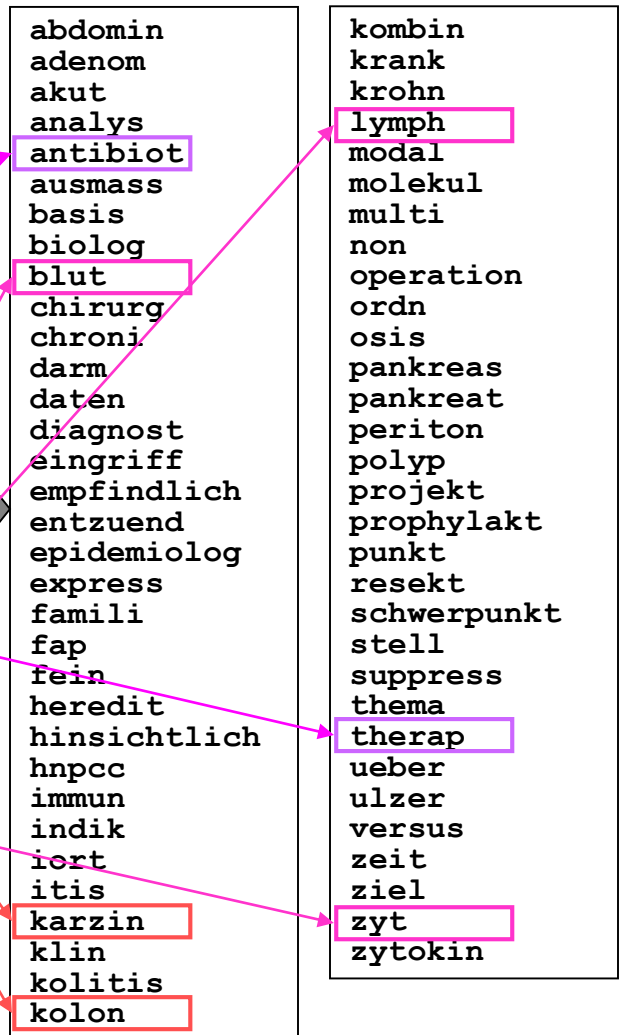 abdomin
adenom
akut
analys
antibiot
ausmass
basis
biolog
blut
chirurg
chroni
darm
daten
diagnost
eingriff
empfindlich
entzuend
epidemiolog
express
famili
fap
fein
heredit
hinsichtlich
hnpcc
immun
indik
iort
itis
karzin
klin
kolitis
kolon
kombin
krank
krohn
lymph
modal
molekul
multi
non
operation
ordn
osis
pankreas
pankreat
periton
polyp
projekt
prophylakt
punkt
resekt
schwerpunkt
stell
suppress
thema
therap
ueber
ulzer
versus
zeit
ziel
zyt
zytokin